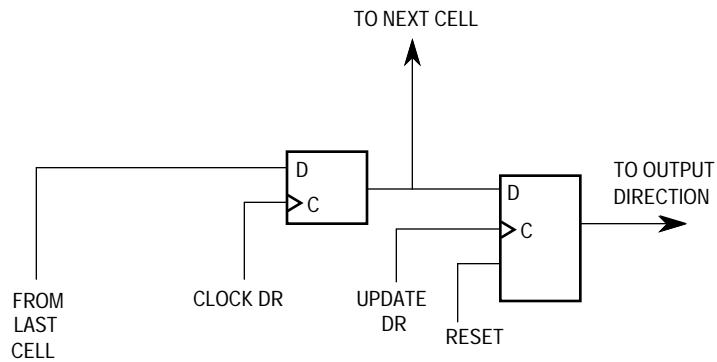 TO NEXT CELL
D
C
TO OUTPUT
DIRECTION
D
C
FROM
LAST
CELL
CLOCK DR
UPDATE
DR
RESET